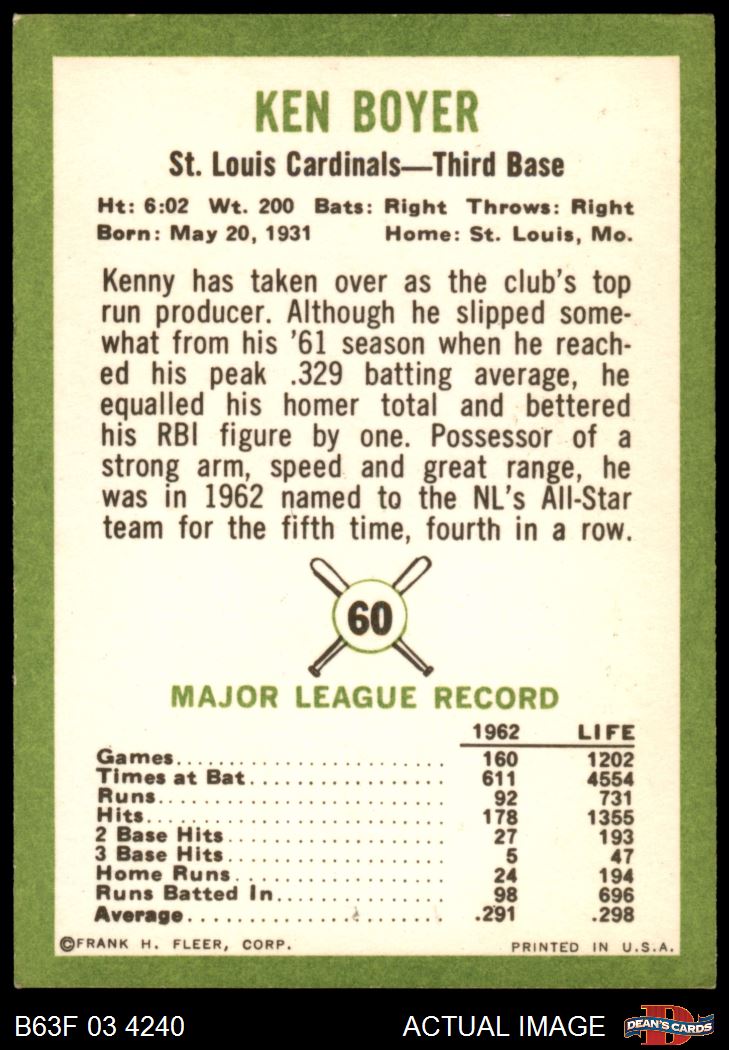 KEN BOYER
St. Louis Cardinals—Third Base
Ht: 6:02 Wt. 200 Bats: Right Throws: Right
Born: May 20, 1931 Home: St. Louis, Mo.
Kenny has taken over as the club's top
run producer. Although he slipped some-
what from his '61 season when he reach-
ed his peak .329 batting average, he
equalled his homer total and bettered
his RBI figure by one. Possessor of a
strong arm, speed and great range, he
was in 1962 named to the NL's All-Star
team for the fifth time, fourth in a row.
60
MAJOR LEAGUE RECORD
1962 LIFE
Games 160 1202
Times at Bat 611 4554
Runs 92 731
Hits 178 1355
2 Base Hits 27 193
3 Base Hits 5 47
Home Runs 24 194
Runs Batted In 98 696
Average .291 .298
©FRANK H. FLEER, CORP. PRINTED IN U.S.A.
B63F 03 4240 ACTUAL IMAGE D DEAN'S CARDS